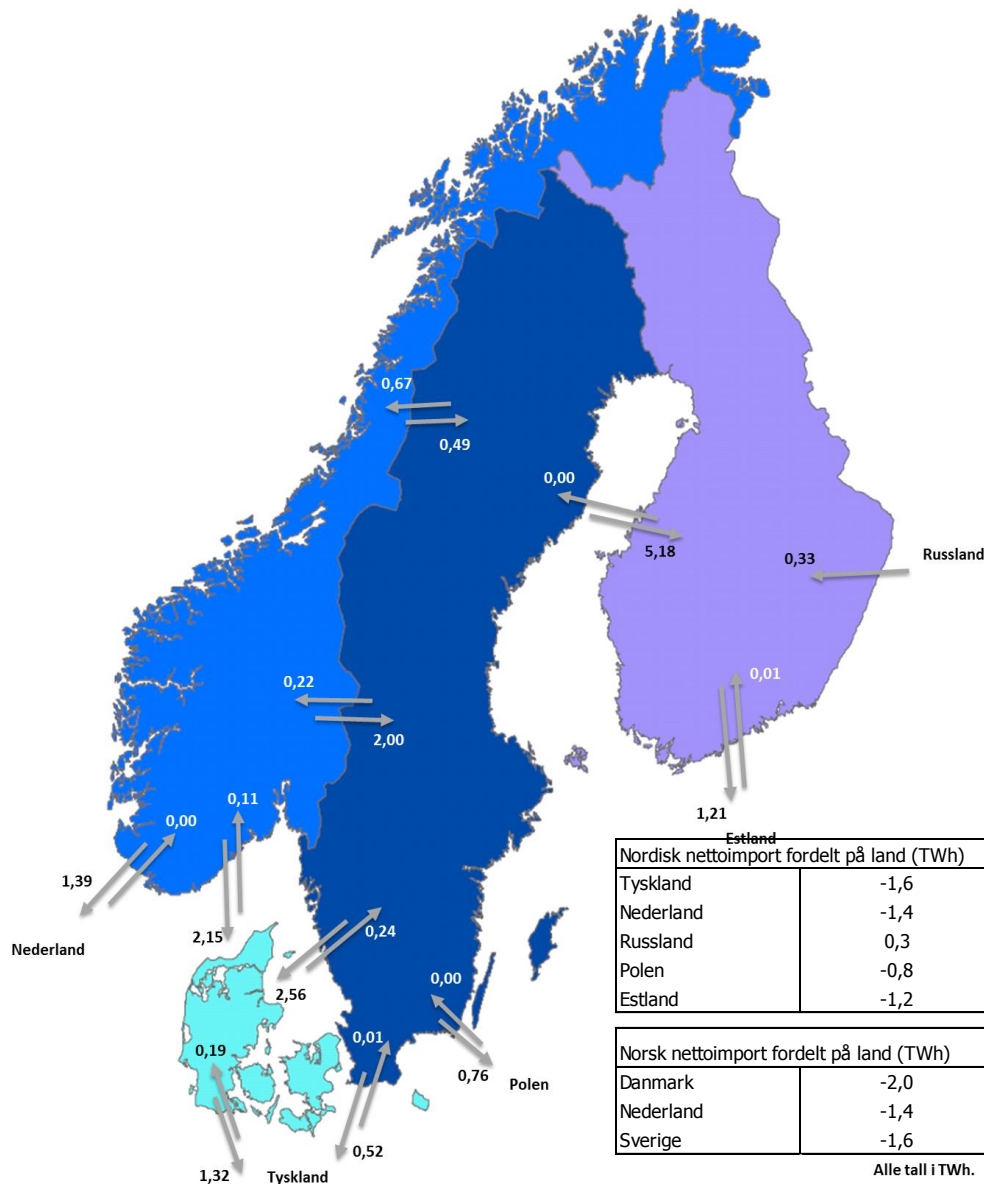 0,67
0,49
0,00
5,18
0,33
Russland
0,22
0,01
2,00
0,11
0,00
1,21
Estland
1,39
Nederland
2,15
0,24
2,56
0,00
0,01
0,19
0,76
Polen
0,52
1,32
Tyskland
Nordisk nettoimport fordelt på land (TWh)
Tyskland -1,6
Nederland -1,4
Russland 0,3
Polen -0,8
Estland -1,2
Norsk nettoimport fordelt på land (TWh)
Danmark -2,0
Nederland -1,4
Sverige -1,6
Alle tall i TWh.